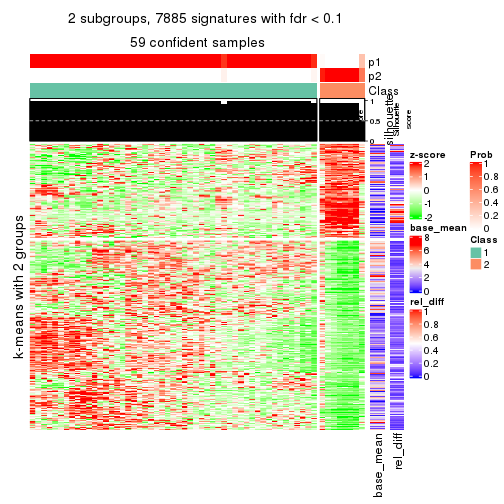 2 subgroups, 7885 signatures with fdr < 0.1
59 confident samples
p1
p2
Class
silhouette
Silhouette
score
1
0.5
0
k-means with 2 groups
z-score
2
1
0
-1
-2
base_mean
8
6
4
2
0
rel_diff
1
0.8
0.6
0.4
0.2
0
Prob
1
0.8
0.6
0.4
0.2
0
Class
1
2
base_mean
rel_diff